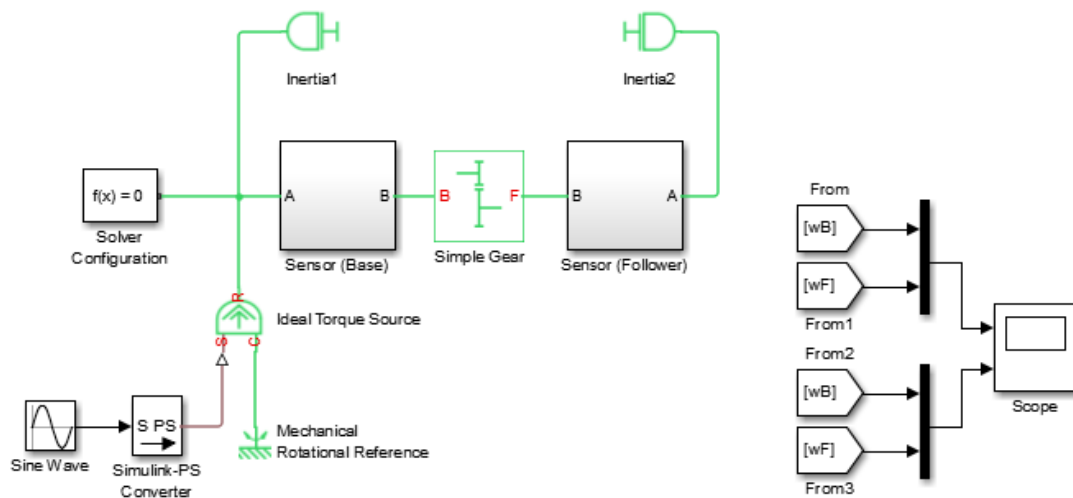 Inertia1
Inertia2
f(x) = 0
Solver
Configuration
A
B
Sensor (Base)
B
F
Simple Gear
B
A
Sensor (Follower)
R
S
C
Ideal Torque Source
Mechanical
Rotational Reference
Sine Wave
S PS
Simulink-PS
Converter
From
[wB]
[wF]
From1
From2
[wB]
[wF]
From3
Scope